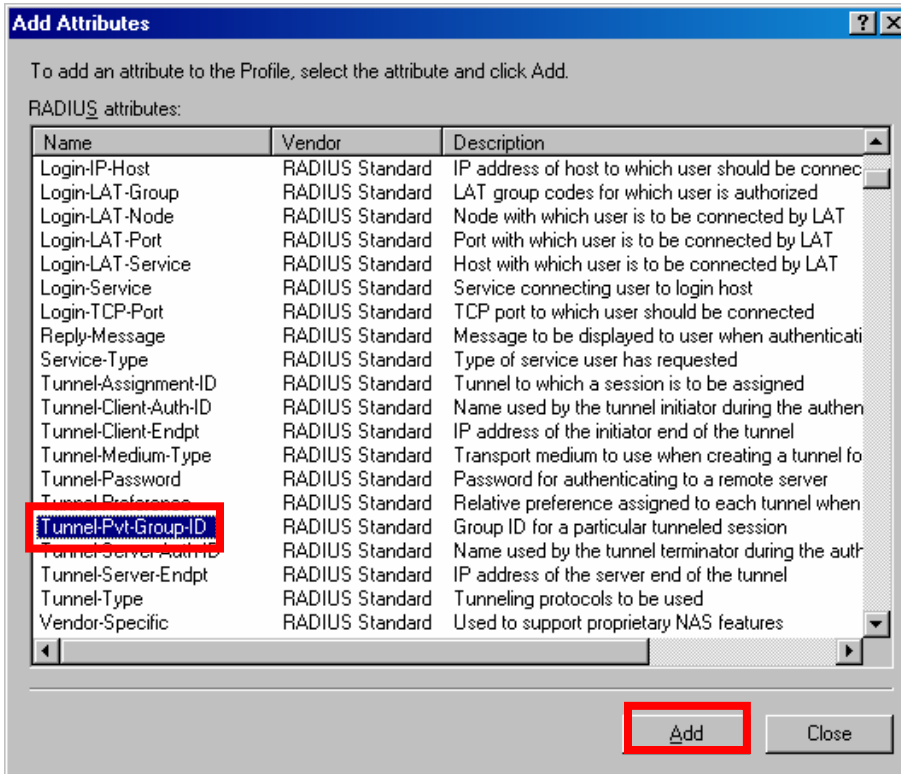 Add Attributes
To add an attribute to the Profile, select the attribute and click Add.
RADIUS attributes:
Name Vendor Description
Login-IP-Host RADIUS Standard IP address of host to which user should be connec
Login-LAT-Group RADIUS Standard LAT group codes for which user is authorized
Login-LAT-Node RADIUS Standard Node with which user is to be connected by LAT
Login-LAT-Port RADIUS Standard Port with which user is to be connected by LAT
Login-LAT-Service RADIUS Standard Host with which user is to be connected by LAT
Login-Service RADIUS Standard Service connecting user to login host
Login-TCP-Port RADIUS Standard TCP port to which user should be connected
Reply-Message RADIUS Standard Message to be displayed to user when authenticati
Service-Type RADIUS Standard Type of service user has requested
Tunnel-Assignment-ID RADIUS Standard Tunnel to which a session is to be assigned
Tunnel-Client-Auth-ID RADIUS Standard Name used by the tunnel initiator during the authen
Tunnel-Client-Endpt RADIUS Standard IP address of the initiator end of the tunnel
Tunnel-Medium-Type RADIUS Standard Transport medium to use when creating a tunnel fo
Tunnel-Password RADIUS Standard Password for authenticating to a remote server
Tunnel-Preference RADIUS Standard Relative preference assigned to each tunnel when
Tunnel-Pvt-Group-ID RADIUS Standard Group ID for a particular tunneled session
Tunnel-Server-Auth-ID RADIUS Standard Name used by the tunnel terminator during the auth
Tunnel-Server-Endpt RADIUS Standard IP address of the server end of the tunnel
Tunnel-Type RADIUS Standard Tunneling protocols to be used
Vendor-Specific RADIUS Standard Used to support proprietary NAS features
Add Close